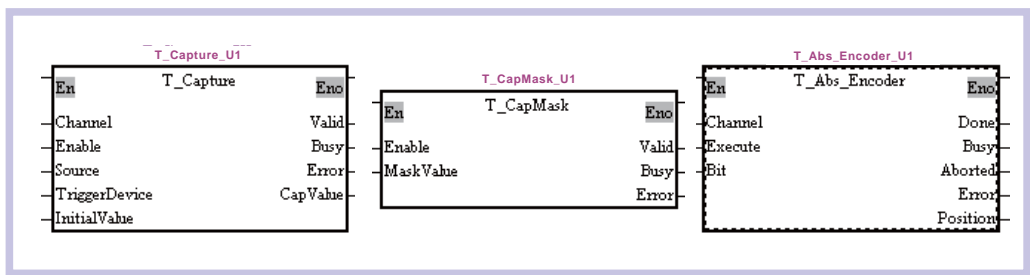 T_Capture_U1
T_Capture
En Eno
Channel Valid
Enable Busy
Source Error
TriggerDevice CapValue
InitialValue
T_CapMask_U1
T_CapMask
En Eno
Enable Valid
MaskValue Busy
Error
T_Abs_Encoder_U1
T_Abs_Encoder
En Eno
Channel Done
Execute Busy
Bit Aborted
Error
Position